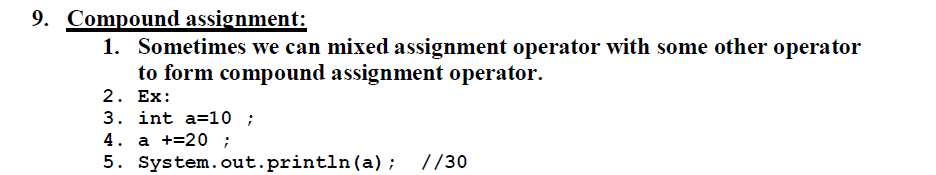 9. Compound assignment:
1. Sometimes we can mixed assignment operator with some other operator
to form compound assignment operator.
2. Ex:
3. int a=10 ;
4. a +=20 ;
5. System.out.println(a); //30